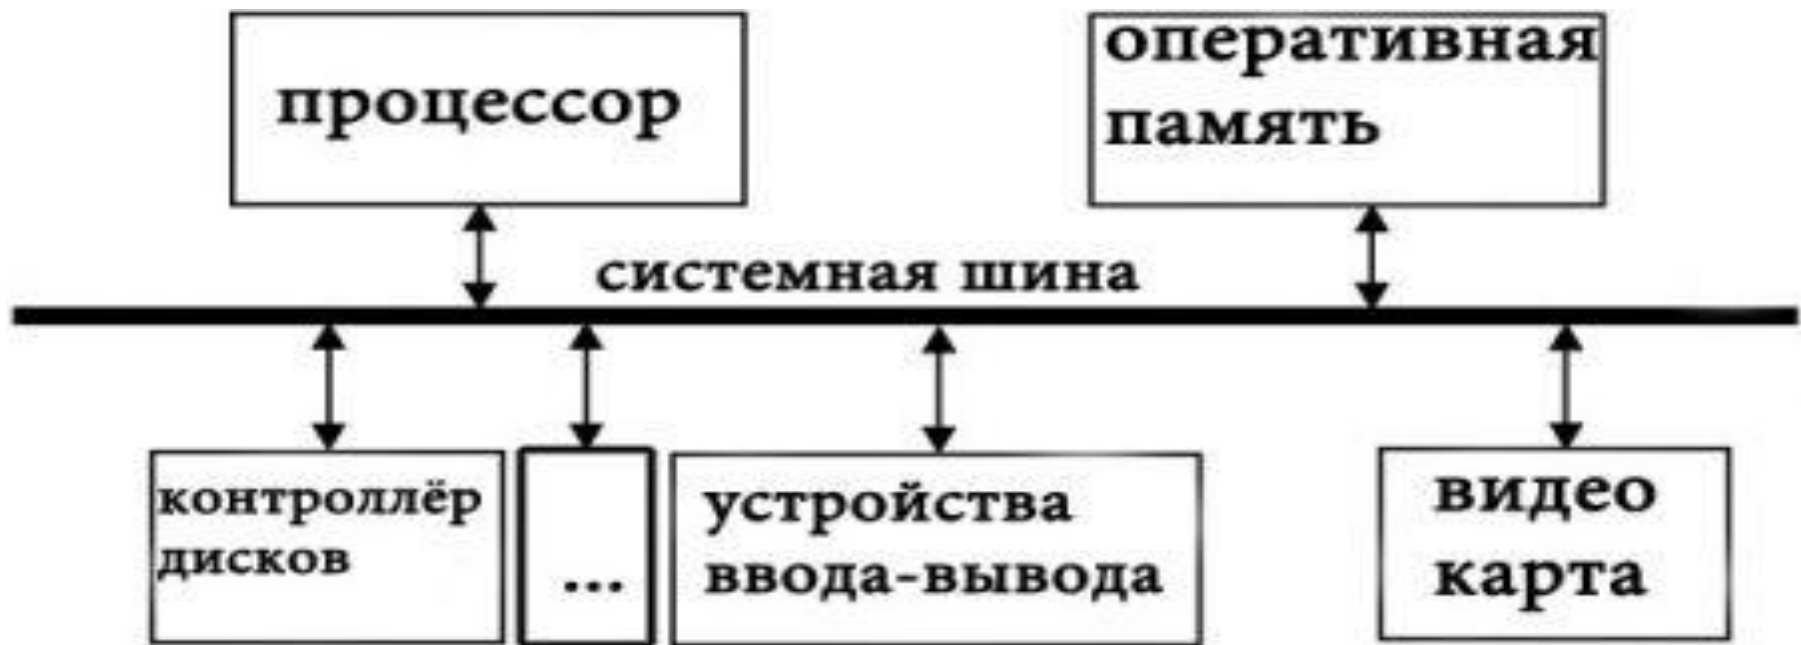 процессор
оперативная
память
системная шина
контроллёр
дисков
...
устройства
ввода-вывода
видео
карта